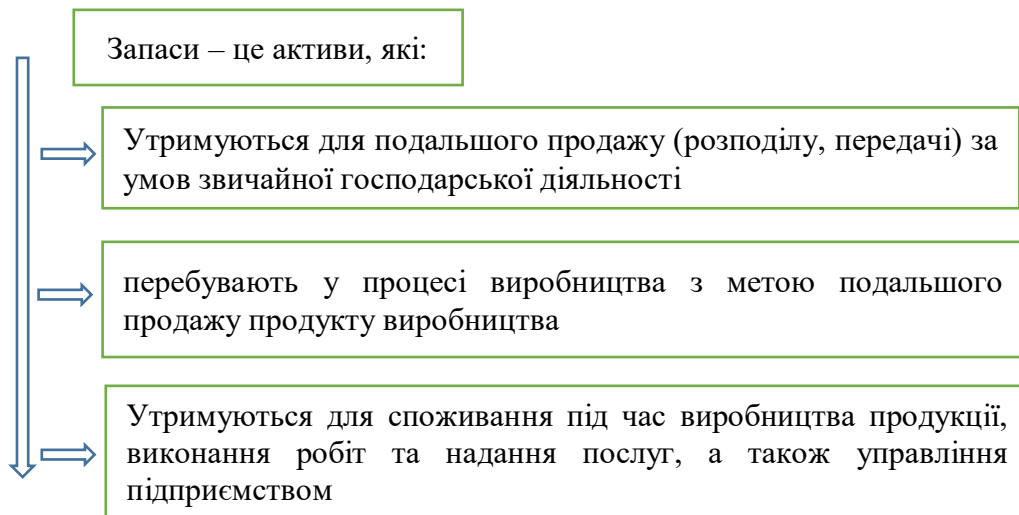 Запаси – це активи, які:
Утримуються для подальшого продажу (розподілу, передачі) за
умов звичайної господарської діяльності
перебувають у процесі виробництва з метою подальшого
продажу продукту виробництва
Утримуються для споживання під час виробництва продукції,
виконання робіт та надання послуг, а також управління
підприємством